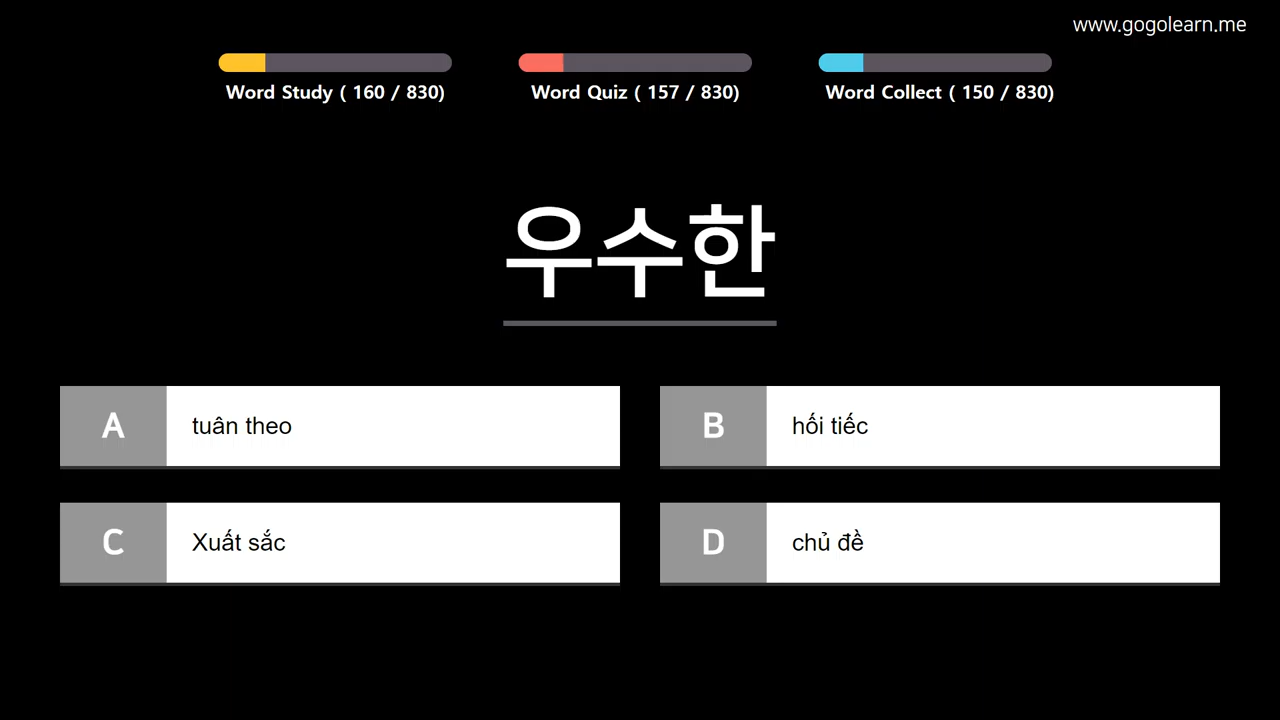 www.gogolearn.me
Word Study ( 160 / 830)
Word Quiz ( 157 / 830)
Word Collect ( 150 / 830)
우수한
A tuân theo
B hối tiếc
C Xuất sắc
D chủ đề